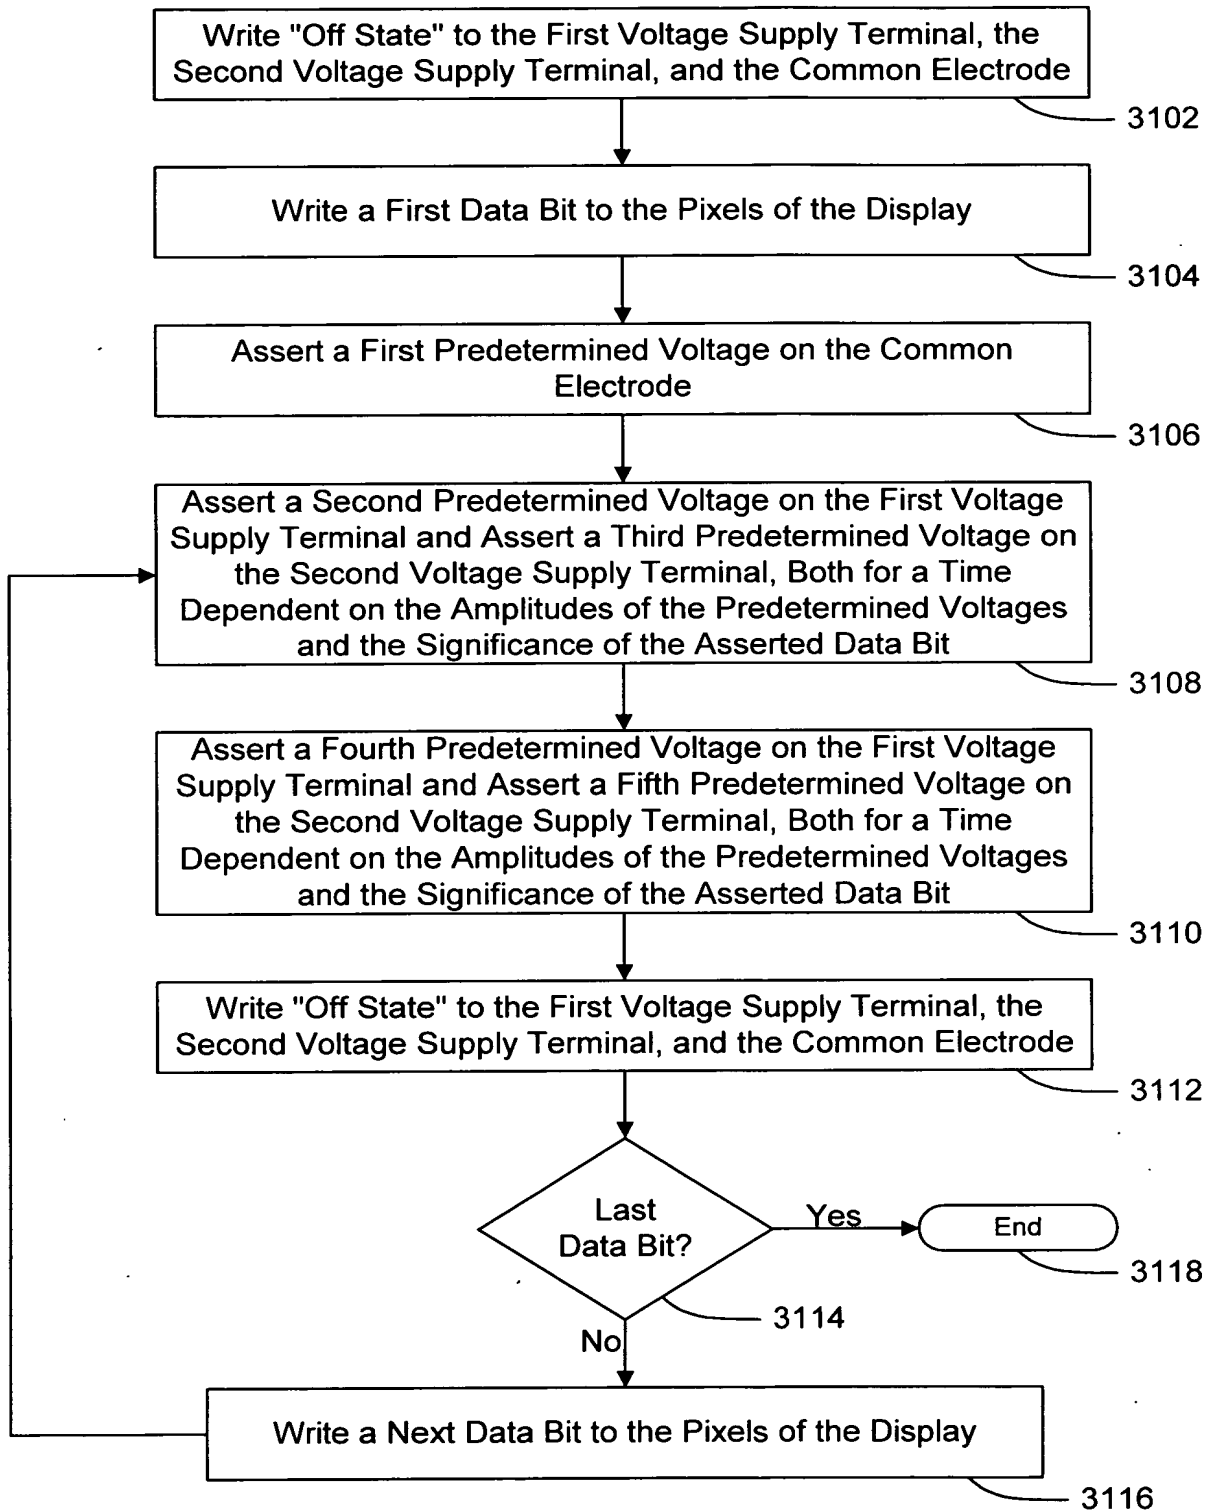 Write "Off State" to the First Voltage Supply Terminal, the
Second Voltage Supply Terminal, and the Common Electrode
3102
Write a First Data Bit to the Pixels of the Display
3104
Assert a First Predetermined Voltage on the Common
Electrode
3106
Assert a Second Predetermined Voltage on the First Voltage
Supply Terminal and Assert a Third Predetermined Voltage on
the Second Voltage Supply Terminal, Both for a Time
Dependent on the Amplitudes of the Predetermined Voltages
and the Significance of the Asserted Data Bit
3108
Assert a Fourth Predetermined Voltage on the First Voltage
Supply Terminal and Assert a Fifth Predetermined Voltage on
the Second Voltage Supply Terminal, Both for a Time
Dependent on the Amplitudes of the Predetermined Voltages
and the Significance of the Asserted Data Bit
3110
Write "Off State" to the First Voltage Supply Terminal, the
Second Voltage Supply Terminal, and the Common Electrode
3112
Last
Data Bit?
Yes
End
3118
3114
No
Write a Next Data Bit to the Pixels of the Display
3116